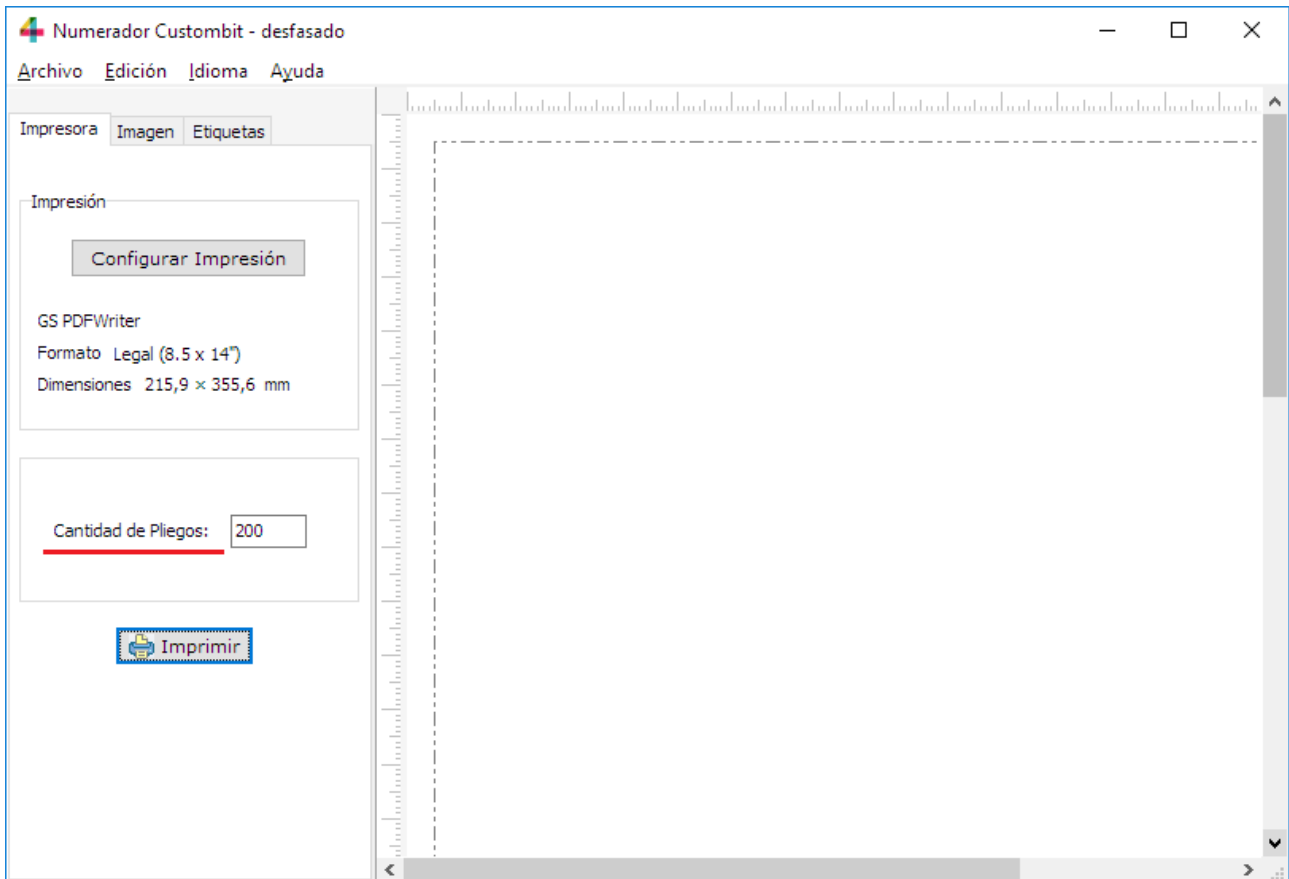 Numerador Custombit - desfasado
Archivo Edición Idioma Ayuda
Impresora Imagen Etiquetas
Impresión
Configurar Impresión
GS PDFWriter
Formato Legal (8.5 x 14")
Dimensiones 215,9 × 355,6 mm
Cantidad de Pliegos: 200
Imprimir